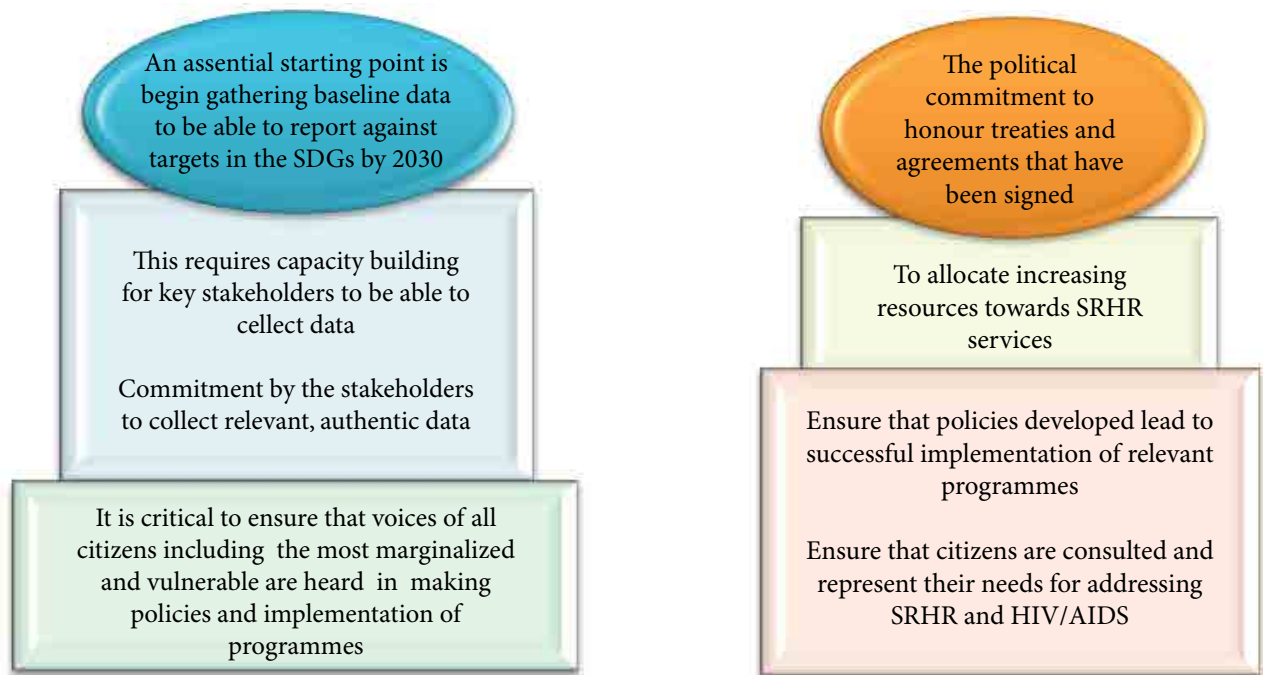 An assential starting point is
begin gathering baseline data
to be able to report against
targets in the SDGs by 2030
This requires capacity building
for key stakeholders to be able to
cellect data
Commitment by the stakeholders
to collect relevant, authentic data
It is critical to ensure that voices of all
citizens including the most marginalized
and vulnerable are heard in making
policies and implementation of
programmes
The political
commitment to
honour treaties and
agreements that have
been signed
To allocate increasing
resources towards SRHR
services
Ensure that policies developed lead to
successful implementation of relevant
programmes
Ensure that citizens are consulted and
represent their needs for addressing
SRHR and HIV/AIDS